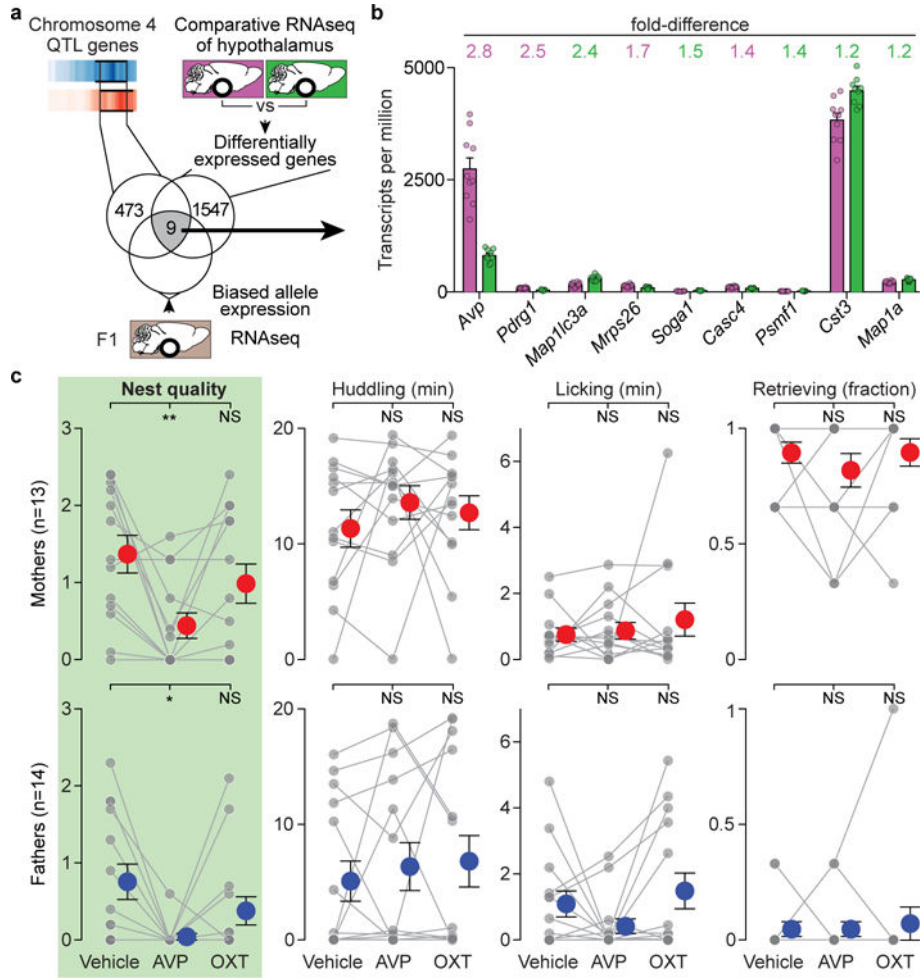 a
Chromosome 4
QTL genes
Comparative RNAseq
of hypothalamus
vs
Differentially
expressed genes
473
1547
9
Biased allele
expression
F1
RNAseq
b
fold-difference
2.8 2.5 2.4 1.7 1.5 1.4 1.4 1.2 1.2
Transcripts per million
5000
2500
0
Avp Pdrg1 Map1lc3a Mrps26 Soga1 Casc4 Psmf1 Cst3 Map1a
c
Nest quality
Huddling (min)
Licking (min)
Retrieving (fraction)
** NS
NS NS
NS NS
NS NS
Mothers (n=13)
3
2
1
0
20
10
0
6
4
2
0
1
0.5
0
* NS
NS NS
NS NS
NS NS
Fathers (n=14)
3
2
1
0
20
10
0
6
4
2
0
1
0.5
0
Vehicle AVP OXT
Vehicle AVP OXT
Vehicle AVP OXT
Vehicle AVP OXT